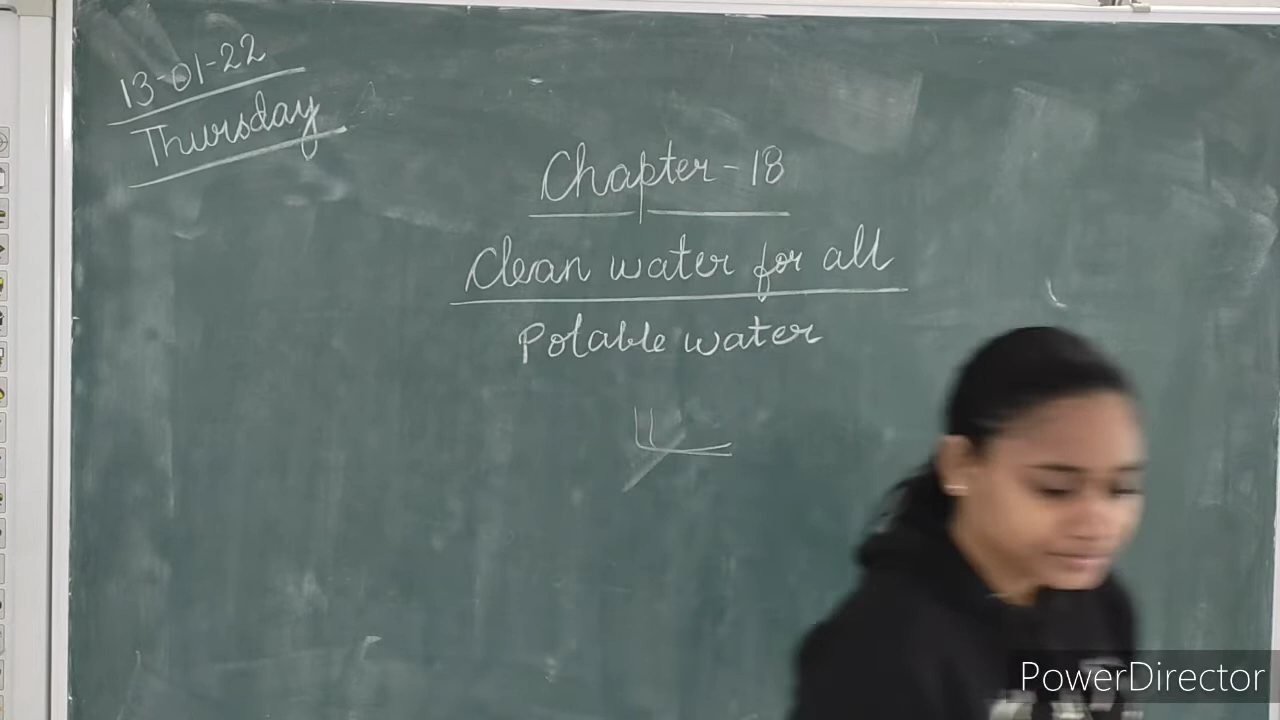 13-01-22
Thursday
Chapter-18
Clean water for all
Potable water
PowerDirector